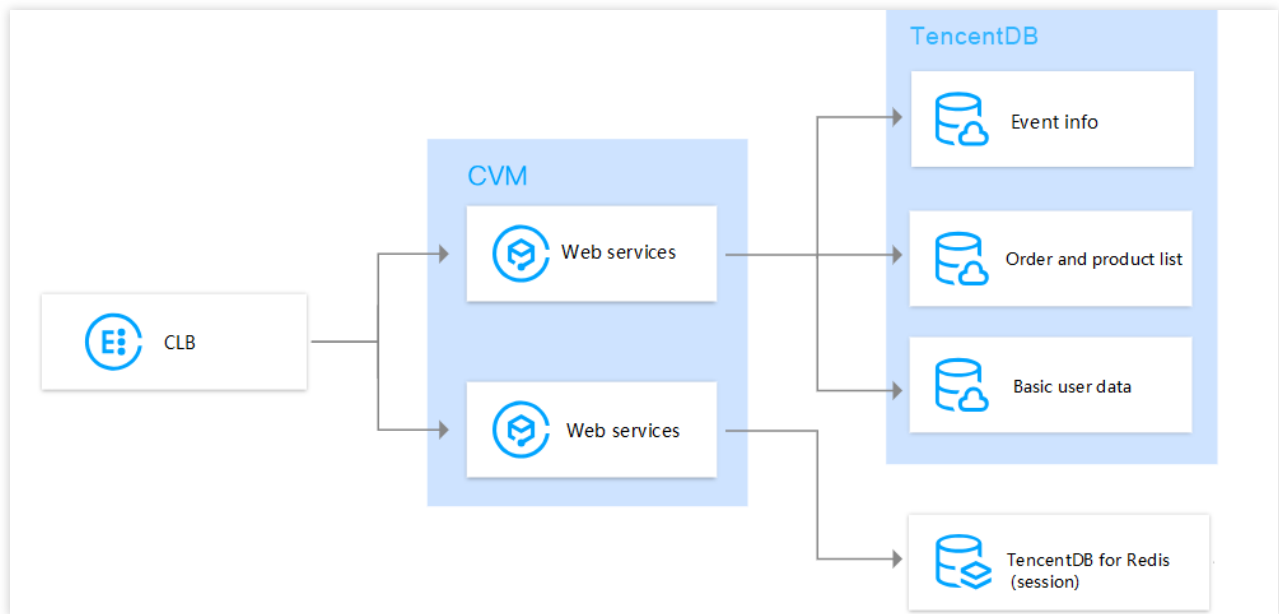 TencentDB
Event info
CVM
Web services
Order and product list
CLB
Basic user data
Web services
TencentDB for Redis
(session)